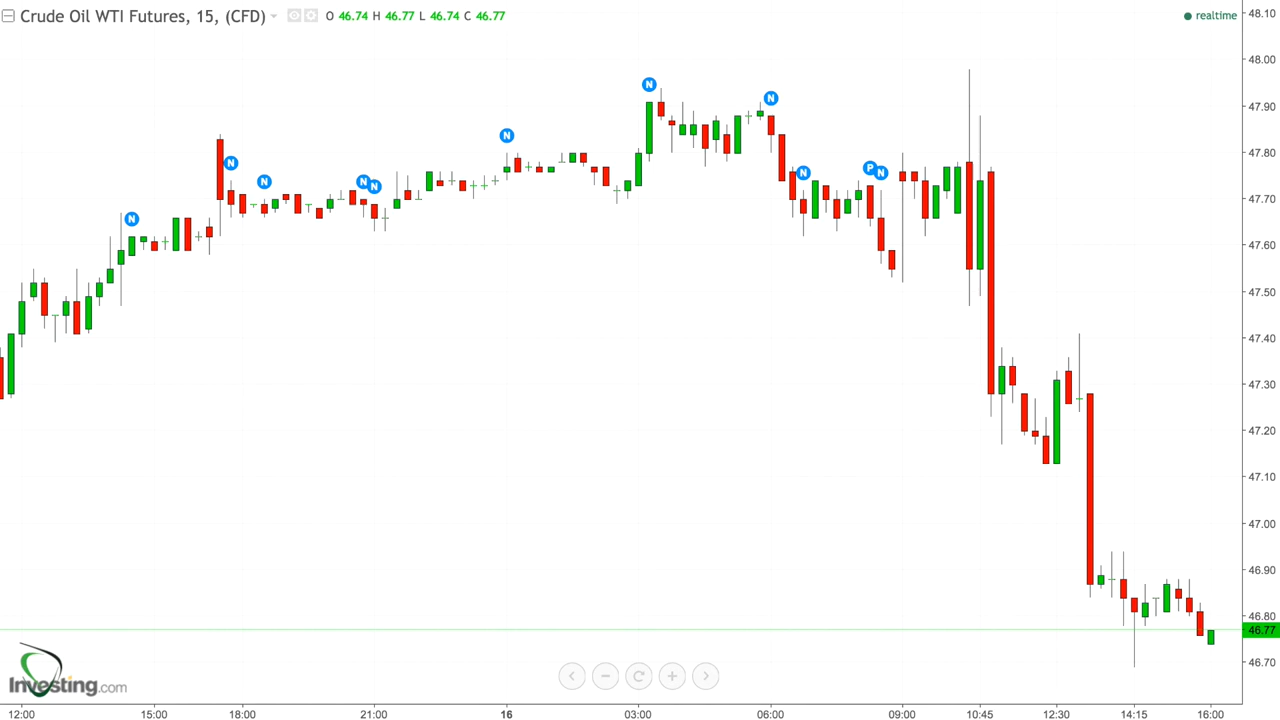 Crude Oil WTI Futures, 15, (CFD) O 46.74 H 46.77 L 46.74 C 46.77
realtime
48.10
48.00
47.90
47.80
47.70
47.60
47.50
47.40
47.30
47.20
47.10
47.00
46.90
46.80
46.77
46.70
N
N
N
N
N
N
N
N
N
P
N
Investing.com
12:00 15:00 18:00 21:00 16 03:00 06:00 09:00 10:45 12:30 14:15 16:00